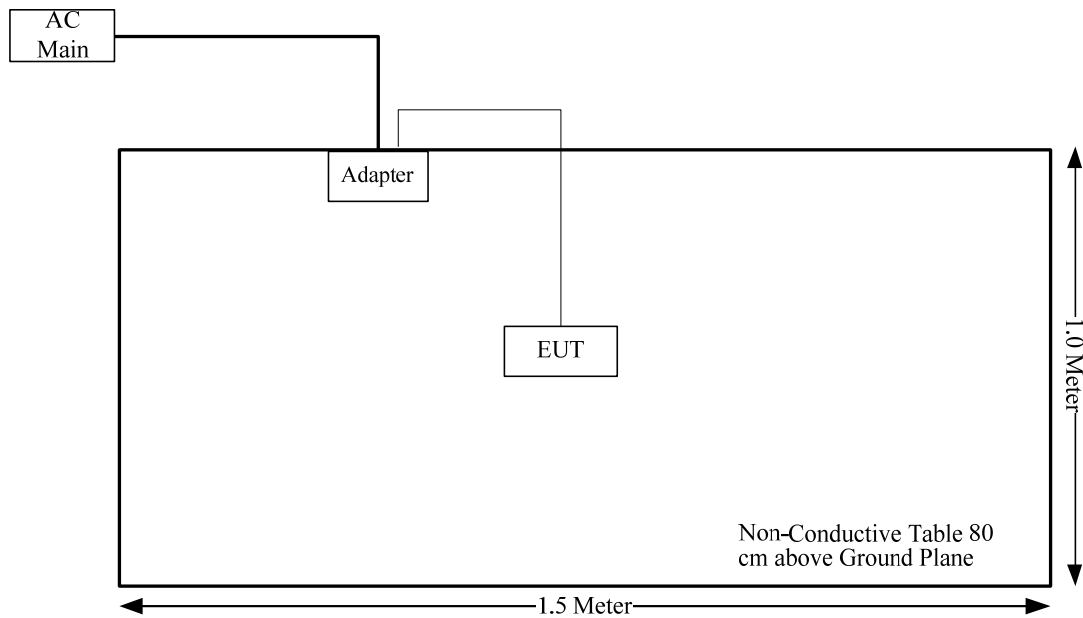 AC
Main
Adapter
EUT
1.0 Meter
Non-Conductive Table 80
cm above Ground Plane
1.5 Meter